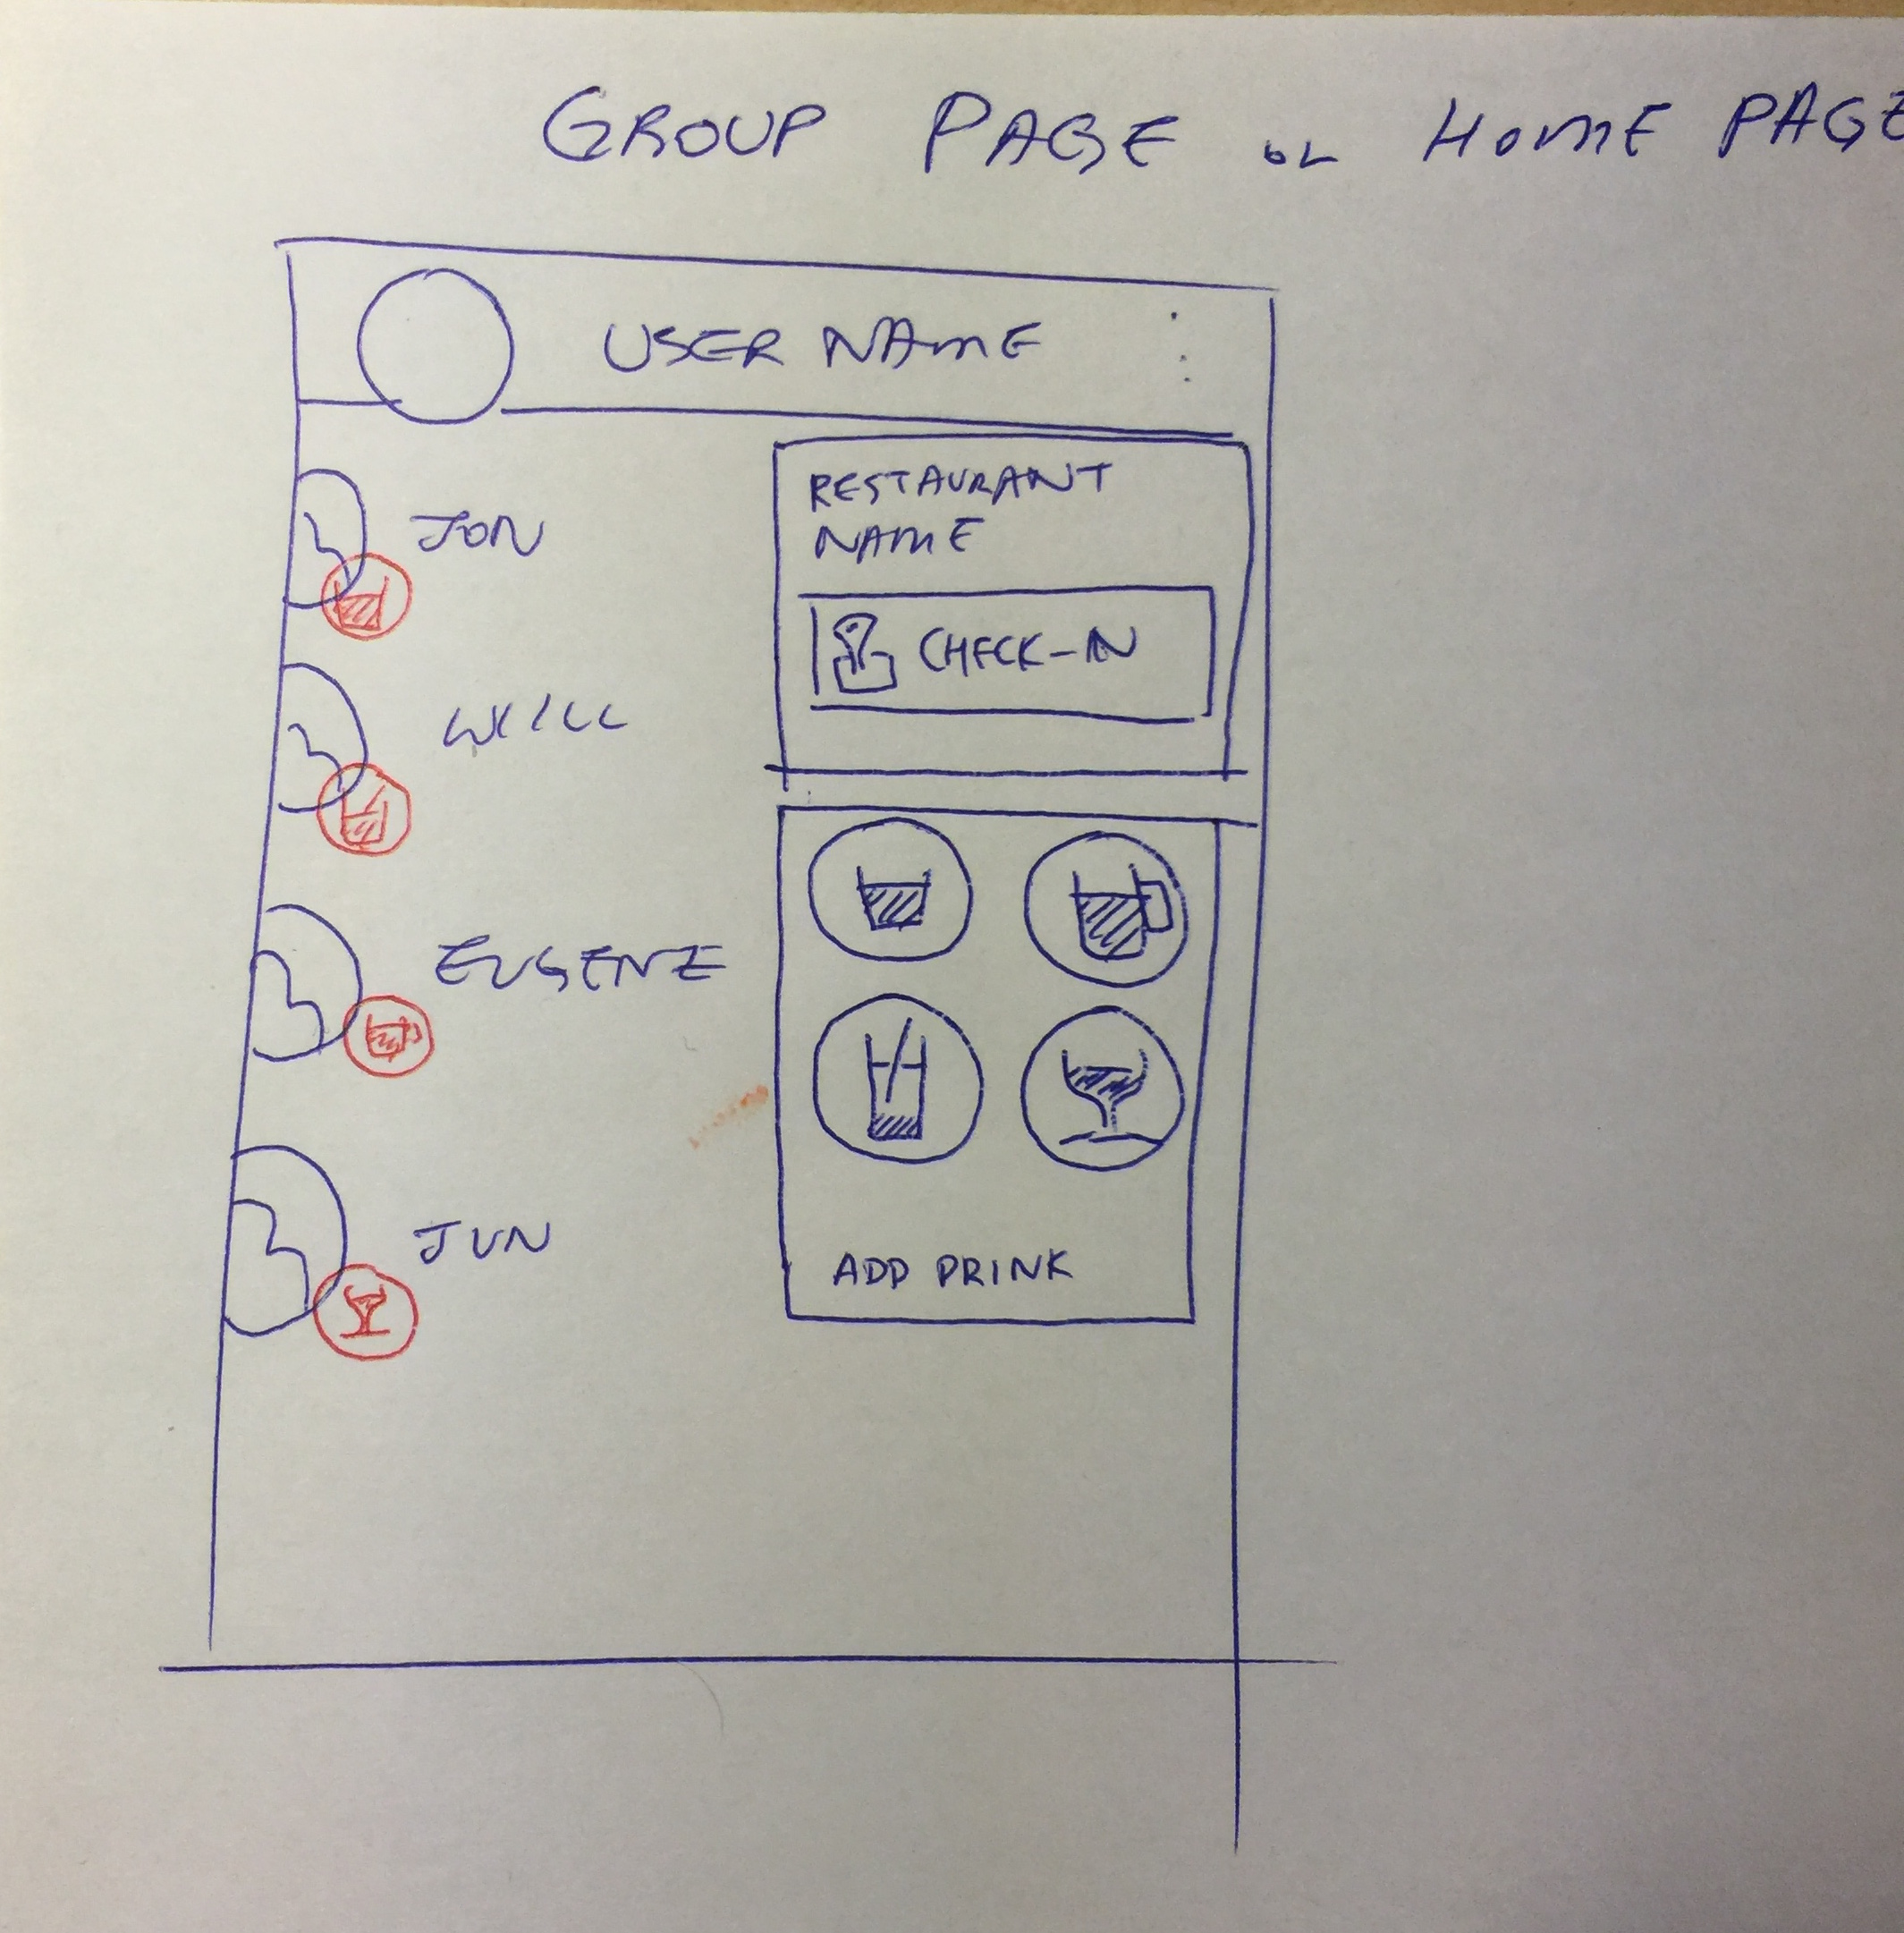 GROUP PAGE or HOME PAGE
USER NAME
RESTAURANT
NAME
CHECK-IN
JON
WILL
EUGENE
JUN
ADD DRINK